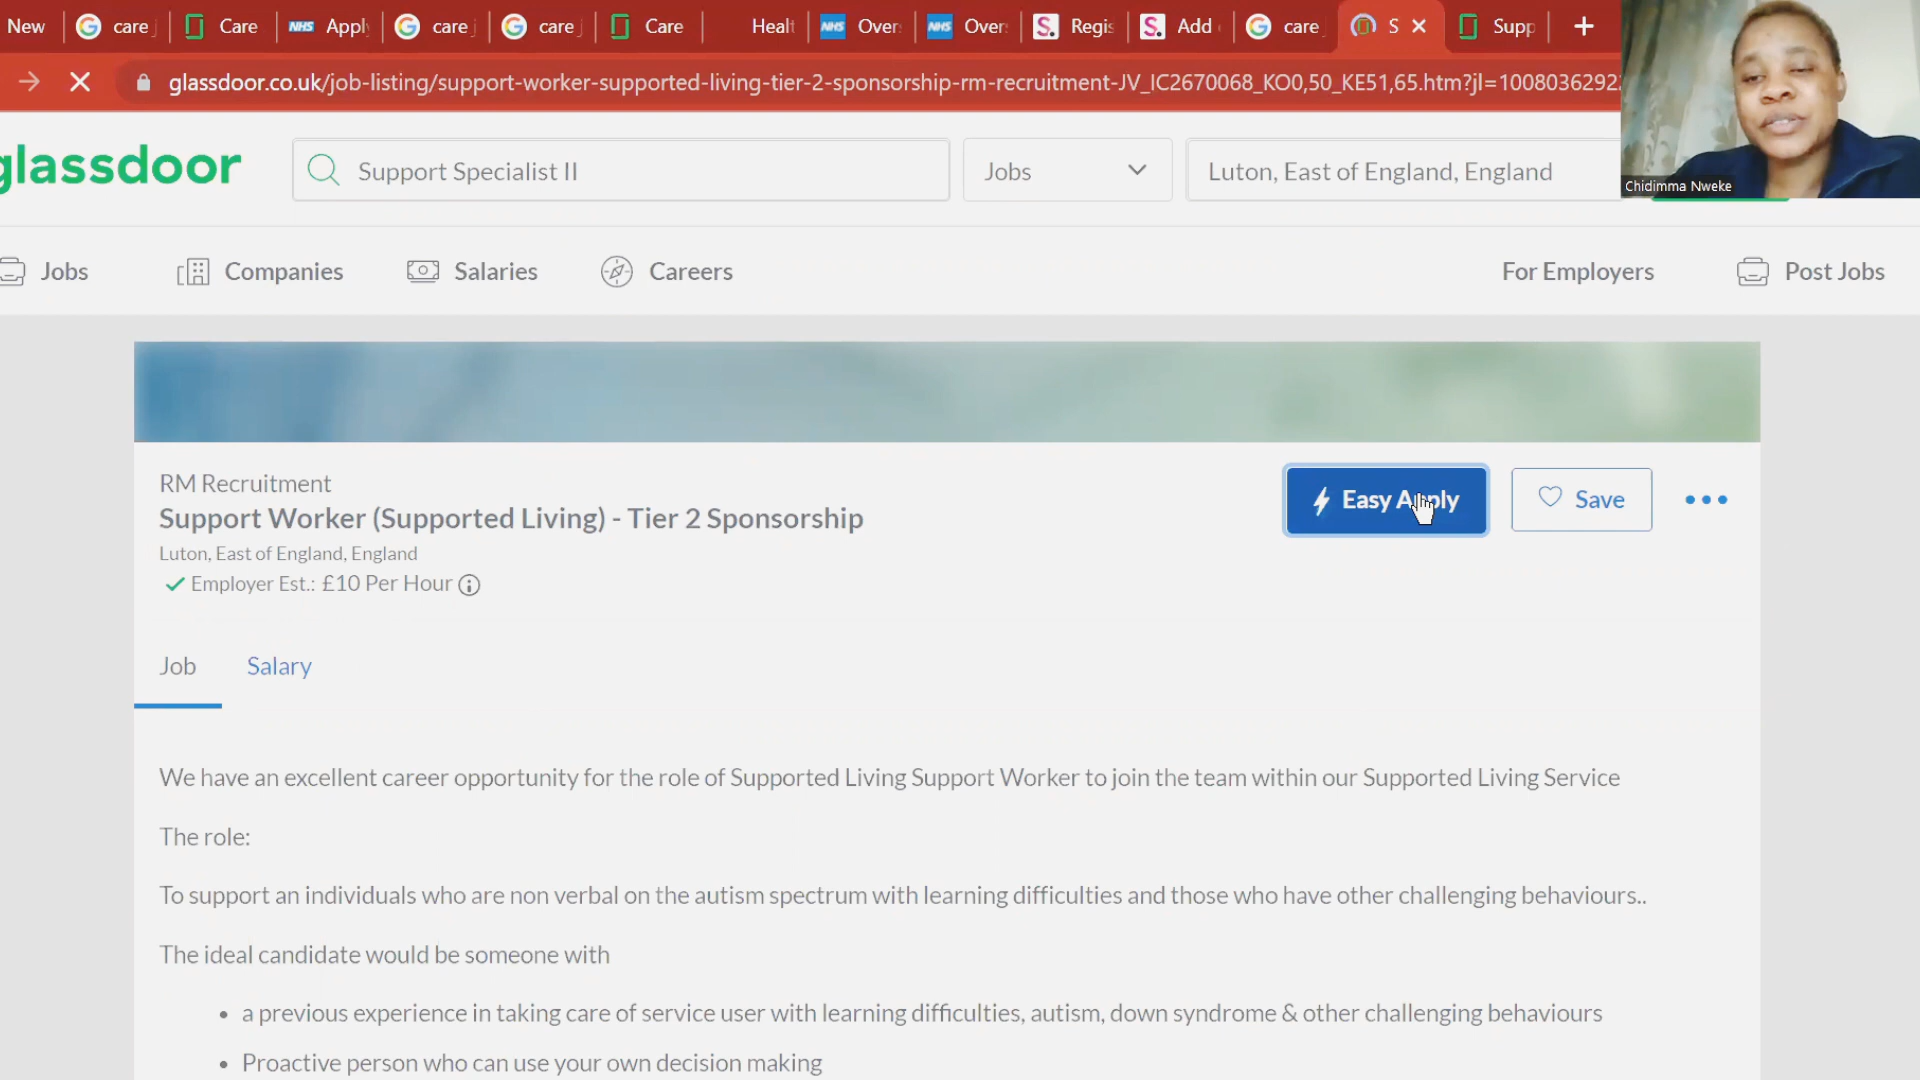 New
care
Care
NHS
Appl
care
care
Care
Healt
NHS
Over
NHS
Over
S
Regis
S
Add
care
S
Supp
glassdoor.co.uk/job-listing/support-worker-supported-living-tier-2-sponsorship-rm-recruitment-JV_IC2670068_KO0,50_KE51,65.htm?jl=100803629
glassdoor
Support Specialist II
Jobs
Luton, East of England, England
Chidimma Nweke
Jobs
Companies
Salaries
Careers
For Employers
Post Jobs
RM Recruitment
Support Worker (Supported Living) - Tier 2 Sponsorship
Luton, East of England, England
Employer Est.: £10 Per Hour
Easy Apply
Save
Job
Salary
We have an excellent career opportunity for the role of Supported Living Support Worker to join the team within our Supported Living Service
The role:
To support an individuals who are non verbal on the autism spectrum with learning difficulties and those who have other challenging behaviours..
The ideal candidate would be someone with
• a previous experience in taking care of service user with learning difficulties, autism, down syndrome & other challenging behaviours
• Proactive person who can use your own decision making